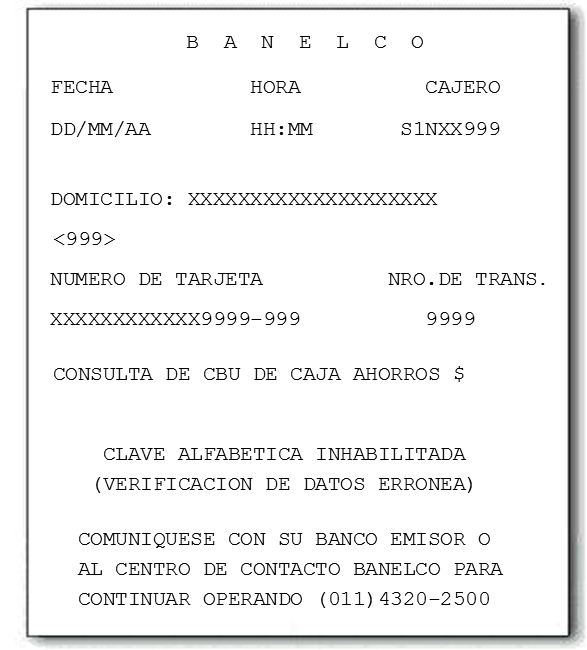 B A N E L C O
FECHA HORA CAJERO
DD/MM/AA HH:MM S1NXX999
DOMICILIO: XXXXXXXXXXXXXXXXXXXX
<999>
NUMERO DE TARJETA NRO.DE TRANS.
XXXXXXXXXXXX9999-999 9999
CONSULTA DE CBU DE CAJA AHORROS $
CLAVE ALFABETICA INHABILITADA
(VERIFICACION DE DATOS ERRONEA)
COMUNIQUESE CON SU BANCO EMISOR O
AL CENTRO DE CONTACTO BANELCO PARA
CONTINUAR OPERANDO (011)4320-2500